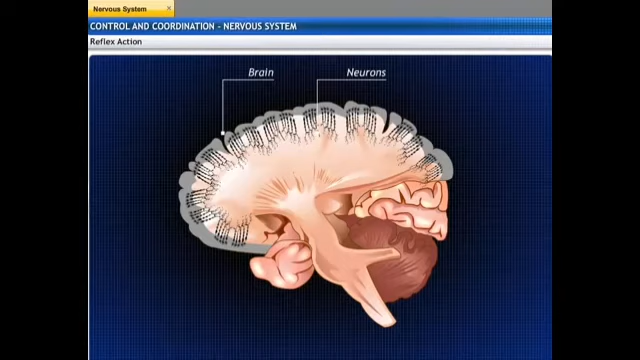 Nervous System
CONTROL AND COORDINATION - NERVOUS SYSTEM
Reflex Action
Brain
Neurons